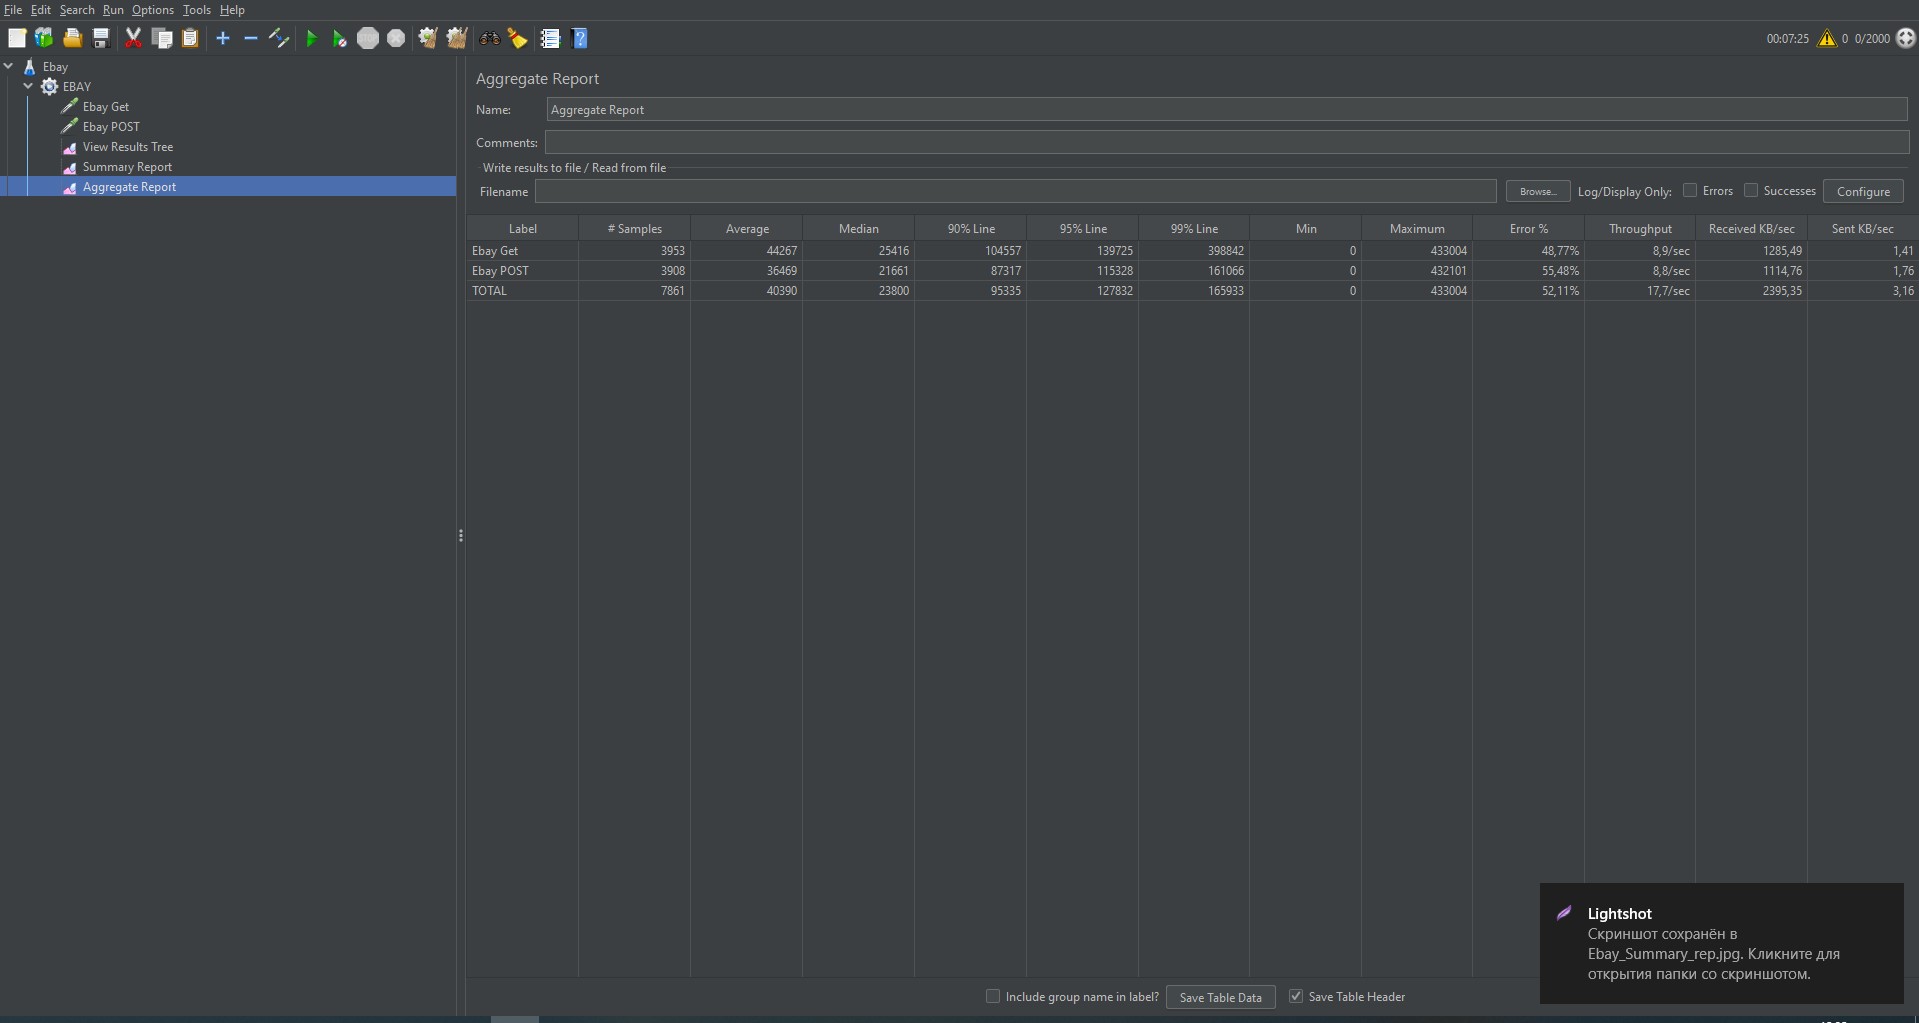 File Edit Search Run Options Tools Help
00:07:25 0 0/2000
Ebay
EBAY
Ebay Get
Ebay POST
View Results Tree
Summary Report
Aggregate Report
Aggregate Report
Name: Aggregate Report
Comments:
Write results to file / Read from file
Filename Browse... Log/Display Only: Errors Successes Configure
Label # Samples Average Median 90% Line 95% Line 99% Line Min Maximum Error % Throughput Received KB/sec Sent KB/sec
Ebay Get 3953 44267 25416 104557 139725 398842 0 433004 48,77% 8,9/sec 1285,49 1,41
Ebay POST 3908 36469 21661 87317 115328 161066 0 432101 55,48% 8,8/sec 1114,76 1,76
TOTAL 7861 40390 23800 95335 127832 165933 0 433004 52,11% 17,7/sec 2395,35 3,16
Include group name in label? Save Table Data Save Table Header
Lightshot
Скриншот сохранён в
Ebay_Summary_rep.jpg. Кликните для
открытия папки со скриншотом.